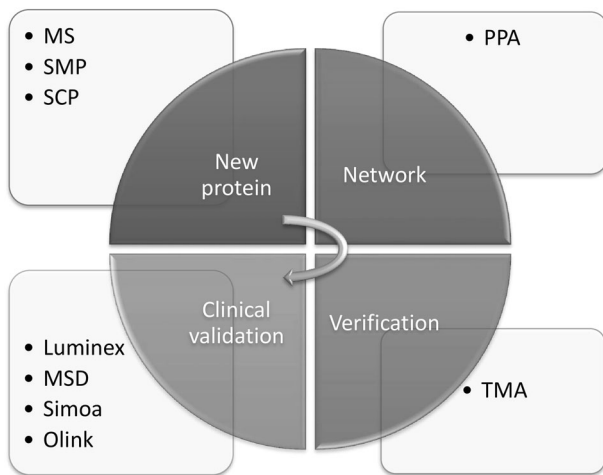 • MS
• SMP
• SCP
• PPA
New
protein
Network
Clinical
validation
Verification
• Luminex
• MSD
• Simoa
• Olink
• TMA